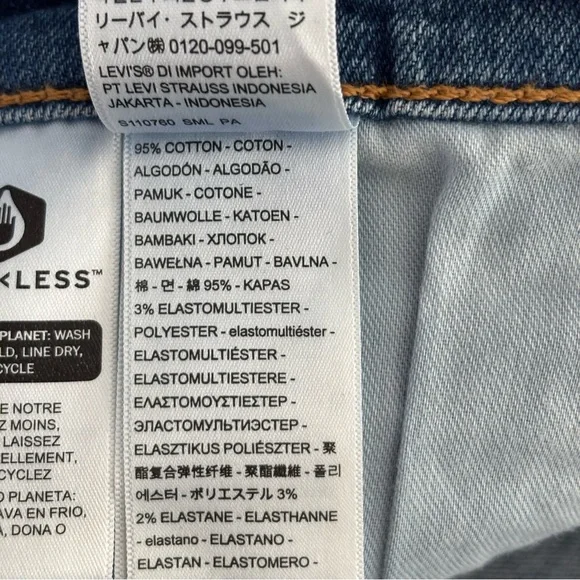 リーバイ・ストラウス ジ
ャパン㈱ 0120-099-501
LEVI'S® DI IMPORT OLEH:
PT LEVI STRAUSS INDONESIA
JAKARTA - INDONESIA
S110760 SML PA
95% COTTON - COTON -
ALGODÓN - ALGODÃO -
PAMUK - COTONE -
BAUMWOLLE - KATOEN -
BAMBAKI - ХЛОПОК -
BAWEŁNA - PAMUT - BAVLNA -
棉 - 면 - 綿 95% - KAPAS
3% ELASTOMULTIESTER -
POLYESTER - elastomultiéster -
ELASTOMULTIÉSTER -
ELASTOMULTIESTERE -
ΕΛΑΣΤΟΜΟΥΣΤΙΕΣΤΕΡ -
ЭЛАСТОМУЛЬТИЭСТЕР -
ELASZTIKUS POLIÉSZTER - 聚
酯复合弹性纤维 - 聚酯纖維 - 폴리
에스터 - ポリエステル 3%
2% ELASTANE - ELASTHANNE
- elastano - ELASTANO -
ELASTAN - ELASTOMERO -
<LESS™
PLANET: WASH
LD, LINE DRY,
CYCLE
E NOTRE
Z MOINS,
LAISSEZ
ELLEMENT,
CYCLEZ
O PLANETA:
AVA EN FRIO,
A, DONA O